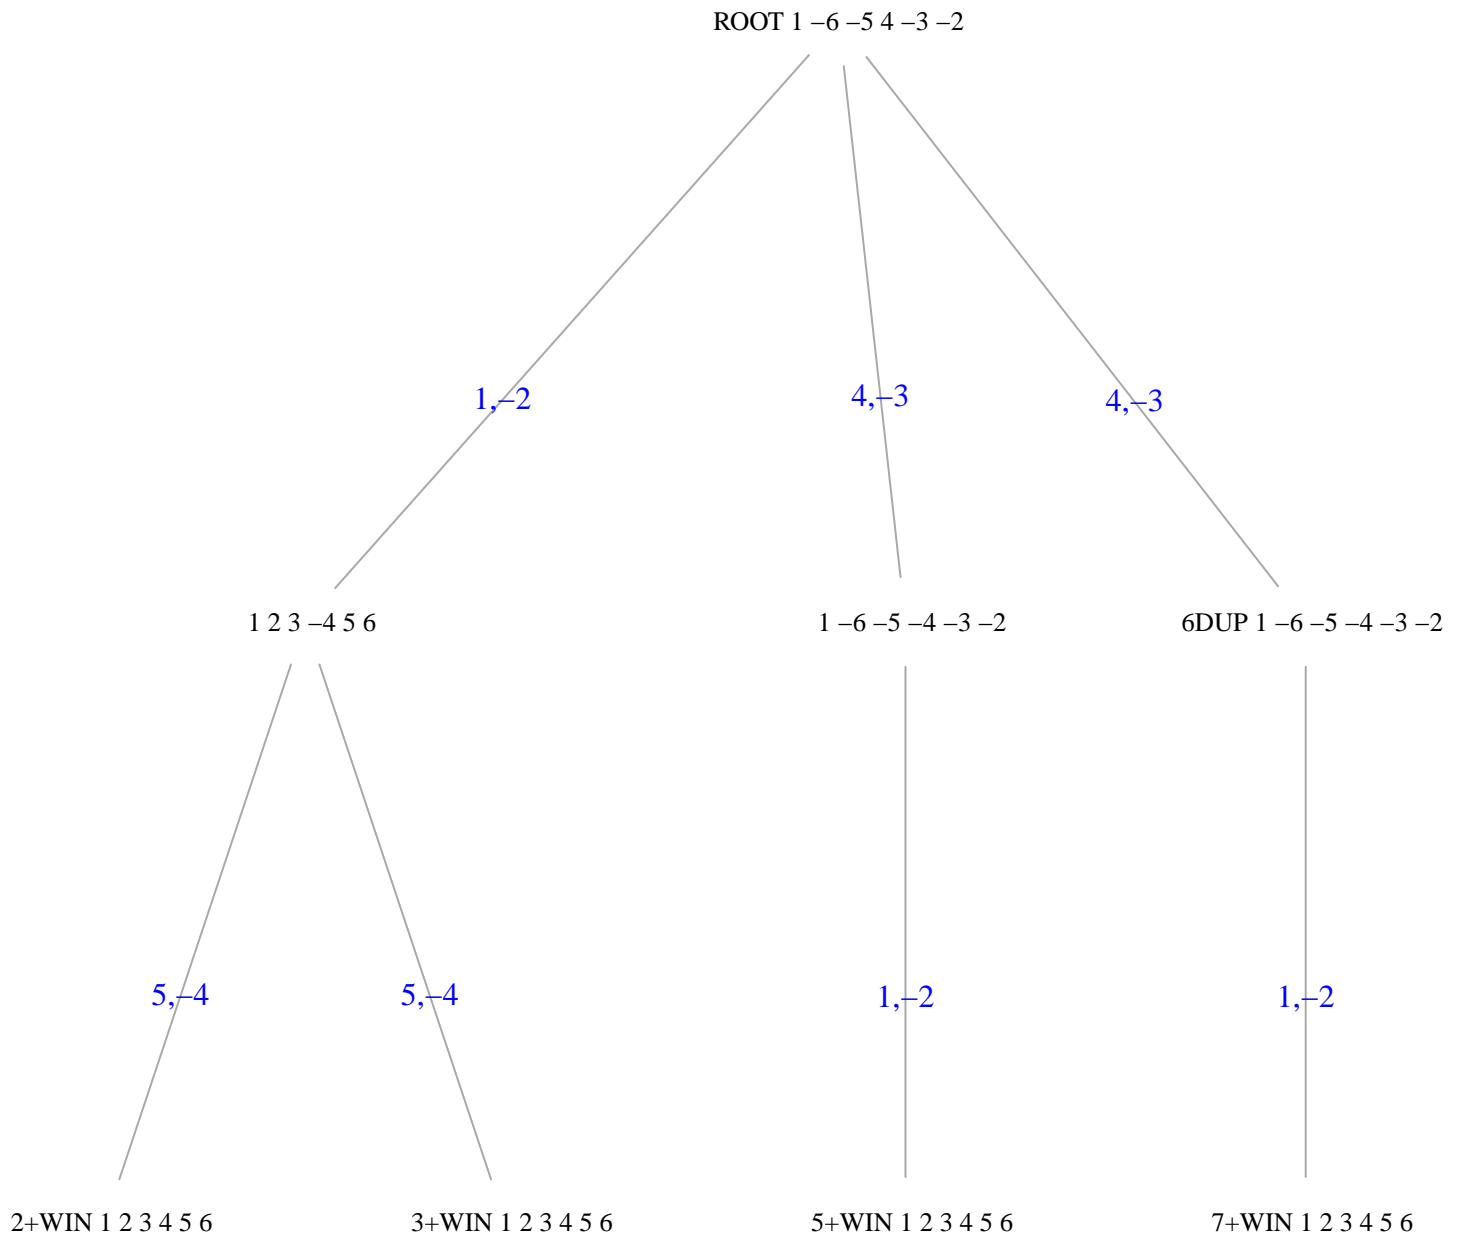 ROOT 1 –6 –5 4 –3 –2
1,–2
4,–3
4,–3
1 2 3 –4 5 6
1 –6 –5 –4 –3 –2
6DUP 1 –6 –5 –4 –3 –2
5,–4
5,–4
1,–2
1,–2
2+WIN 1 2 3 4 5 6
3+WIN 1 2 3 4 5 6
5+WIN 1 2 3 4 5 6
7+WIN 1 2 3 4 5 6